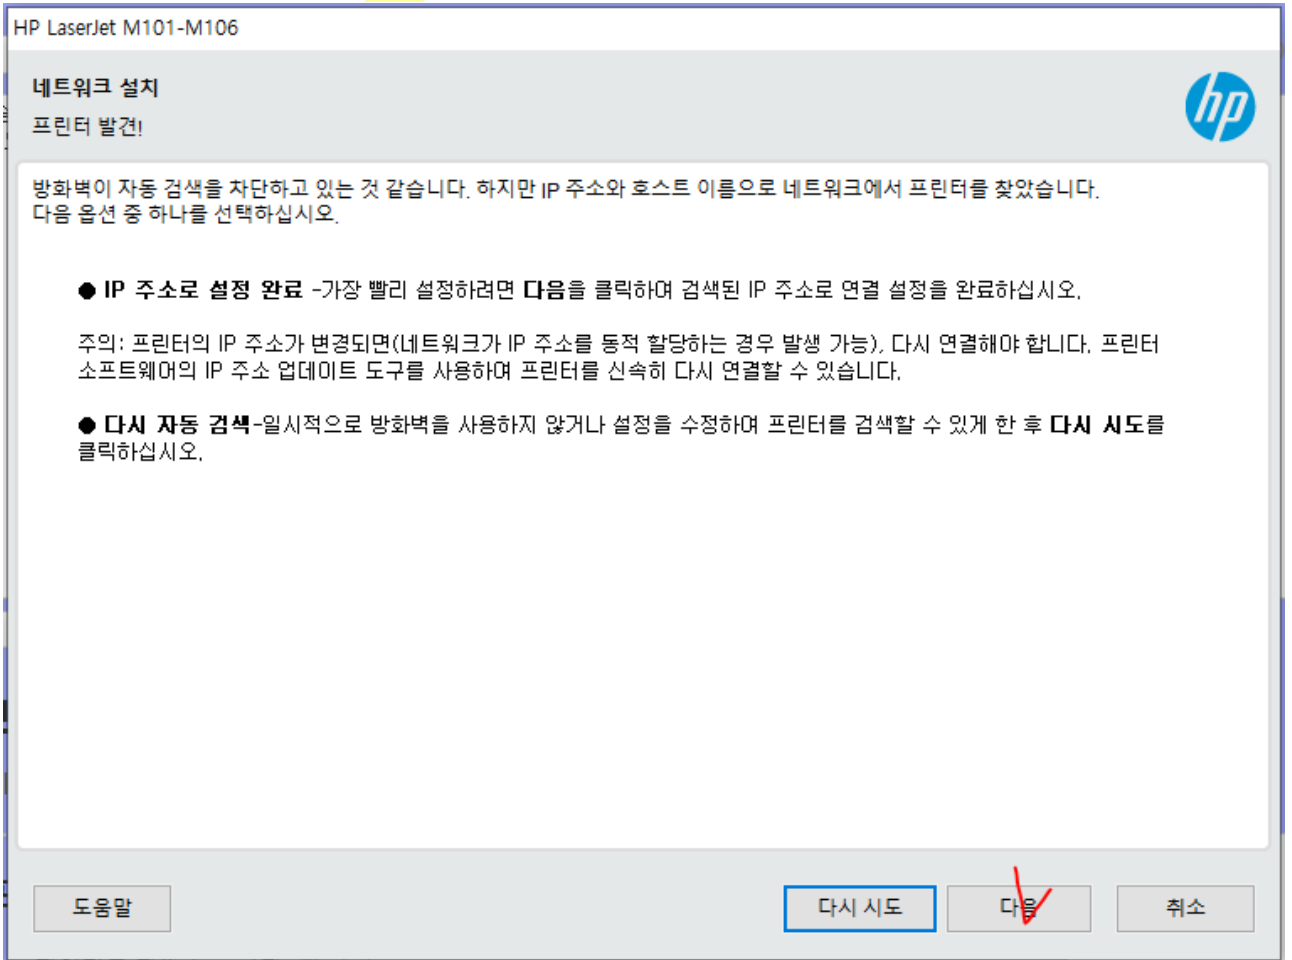 HP LaserJet M101-M106
네트워크 설치
프린터 발견!
hp
방화벽이 자동 검색을 차단하고 있는 것 같습니다. 하지만 IP 주소와 호스트 이름으로 네트워크에서 프린터를 찾았습니다.
다음 옵션 중 하나를 선택하십시오.
● IP 주소로 설정 완료 -가장 빨리 설정하려면 다음을 클릭하여 검색된 IP 주소로 연결 설정을 완료하십시오.
주의: 프린터의 IP 주소가 변경되면(네트워크가 IP 주소를 동적 할당하는 경우 발생 가능), 다시 연결해야 합니다. 프린터
소프트웨어의 IP 주소 업데이트 도구를 사용하여 프린터를 신속히 다시 연결할 수 있습니다.
● 다시 자동 검색-일시적으로 방화벽을 사용하지 않거나 설정을 수정하여 프린터를 검색할 수 있게 한 후 다시 시도를
클릭하십시오.
도움말 다시 시도 다음 취소